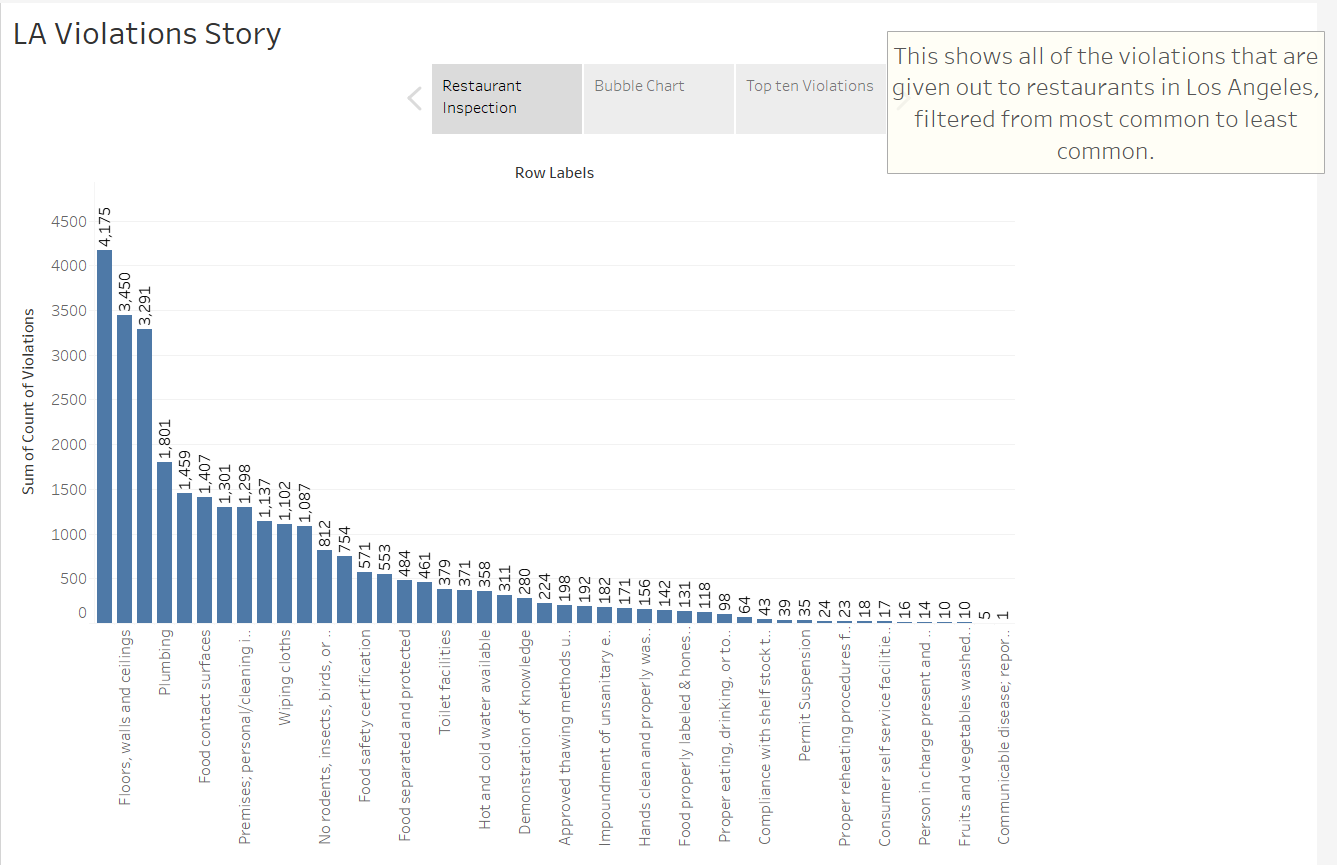 LA Violations Story
Restaurant
Inspection
Bubble Chart
Top ten Violations
This shows all of the violations that are
given out to restaurants in Los Angeles,
filtered from most common to least
common.
Row Labels
Sum of Count of Violations
4500
4000
3500
3000
2500
2000
1500
1000
500
0
4,175
3,450
3,291
1,801
1,459
1,407
1,301
1,298
1,137
1,102
1,087
812
754
571
553
484
461
379
371
358
311
280
224
198
192
182
171
156
142
131
118
98
64
43
39
35
24
23
18
17
16
14
10
10
5
1
Floors, walls and ceilings
Plumbing
Food contact surfaces
Premises; personal/cleaning i..
Wiping cloths
No rodents, insects, birds, or ..
Food safety certification
Food separated and protected
Toilet facilities
Hot and cold water available
Demonstration of knowledge
Approved thawing methods u..
Impoundment of unsanitary e..
Hands clean and properly was..
Food properly labeled & hones..
Proper eating, drinking, or to..
Compliance with shelf stock t..
Permit Suspension
Proper reheating procedures f..
Consumer self service facilitie..
Person in charge present and ..
Fruits and vegetables washed..
Communicable disease; repor..